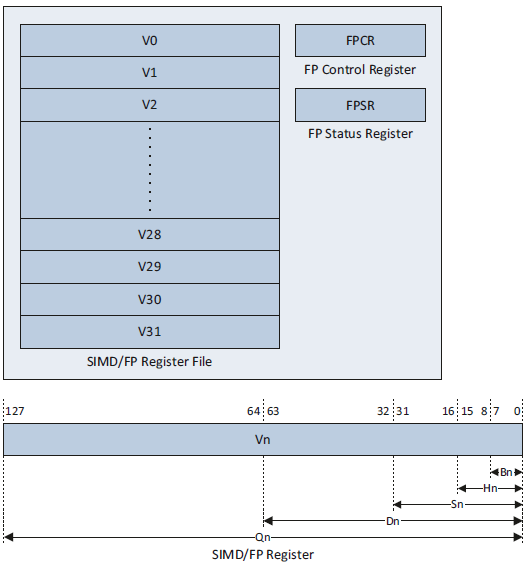 V0
FPCR
V1
FP Control Register
V2
FPSR
FP Status Register
V28
V29
V30
V31
SIMD/FP Register File
127 64 63 32 31 16 15 8 7 0
Vn
Bn
Hn
Sn
Dn
Qn
SIMD/FP Register